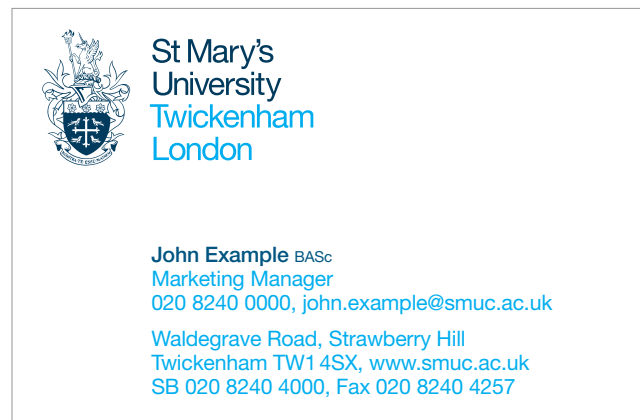 St Mary's
University
Twickenham
London
John Example BASc
Marketing Manager
020 8240 0000, john.example@smuc.ac.uk
Waldegrave Road, Strawberry Hill
Twickenham TW1 4SX, www.smuc.ac.uk
SB 020 8240 4000, Fax 020 8240 4257